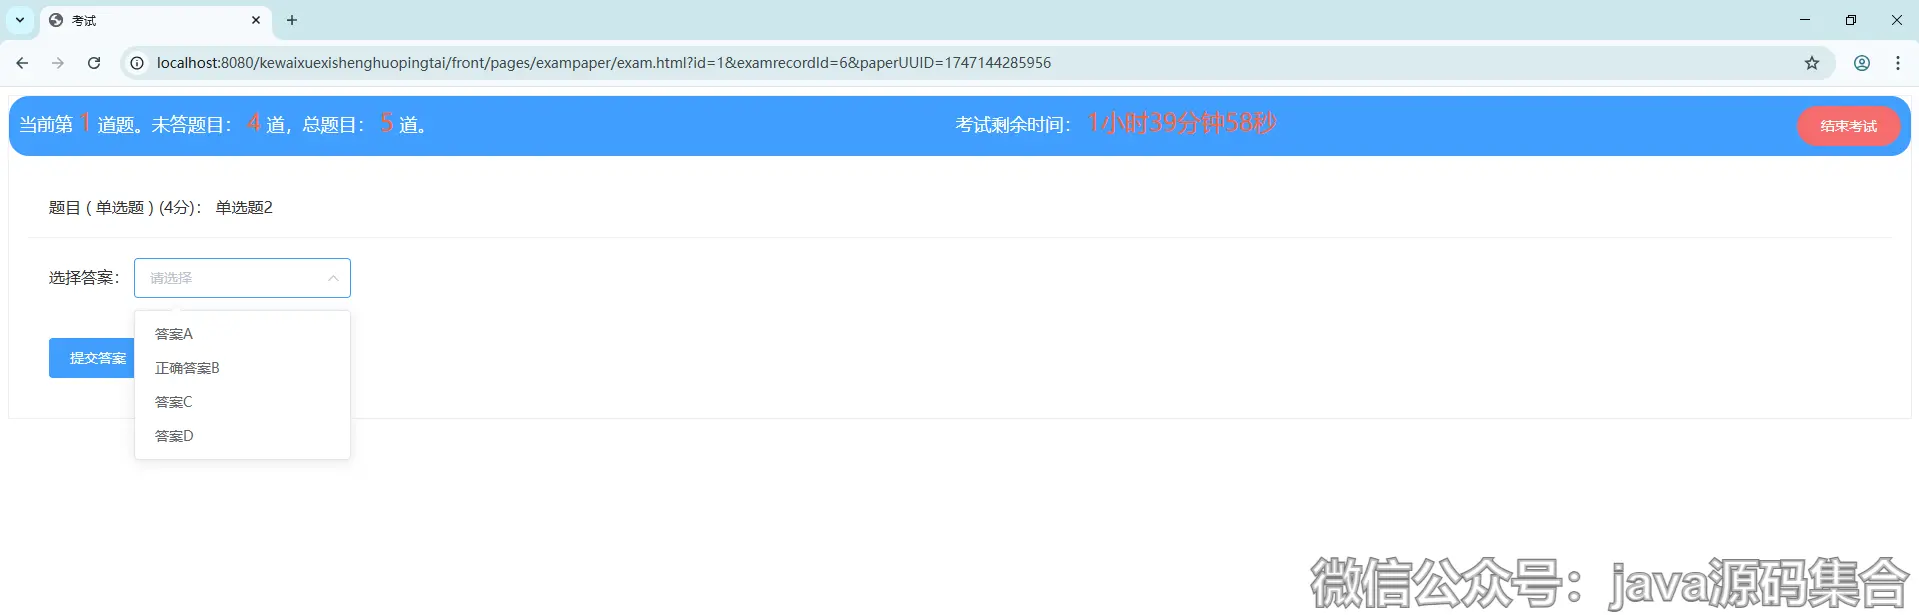 考试
localhost:8080/kewaixuexishenghuopingtai/front/pages/exampaper/exam.html?id=1&examrecordId=6&paperUUID=1747144285956
当前第 1 道题。未答题目： 4 道，总题目： 5 道。
考试剩余时间： 1小时39分钟58秒
结束考试
题目 ( 单选题 ) (4分)： 单选题2
选择答案： 请选择
答案A
提交答案
正确答案B
答案C
答案D
微信公众号：java源码集合